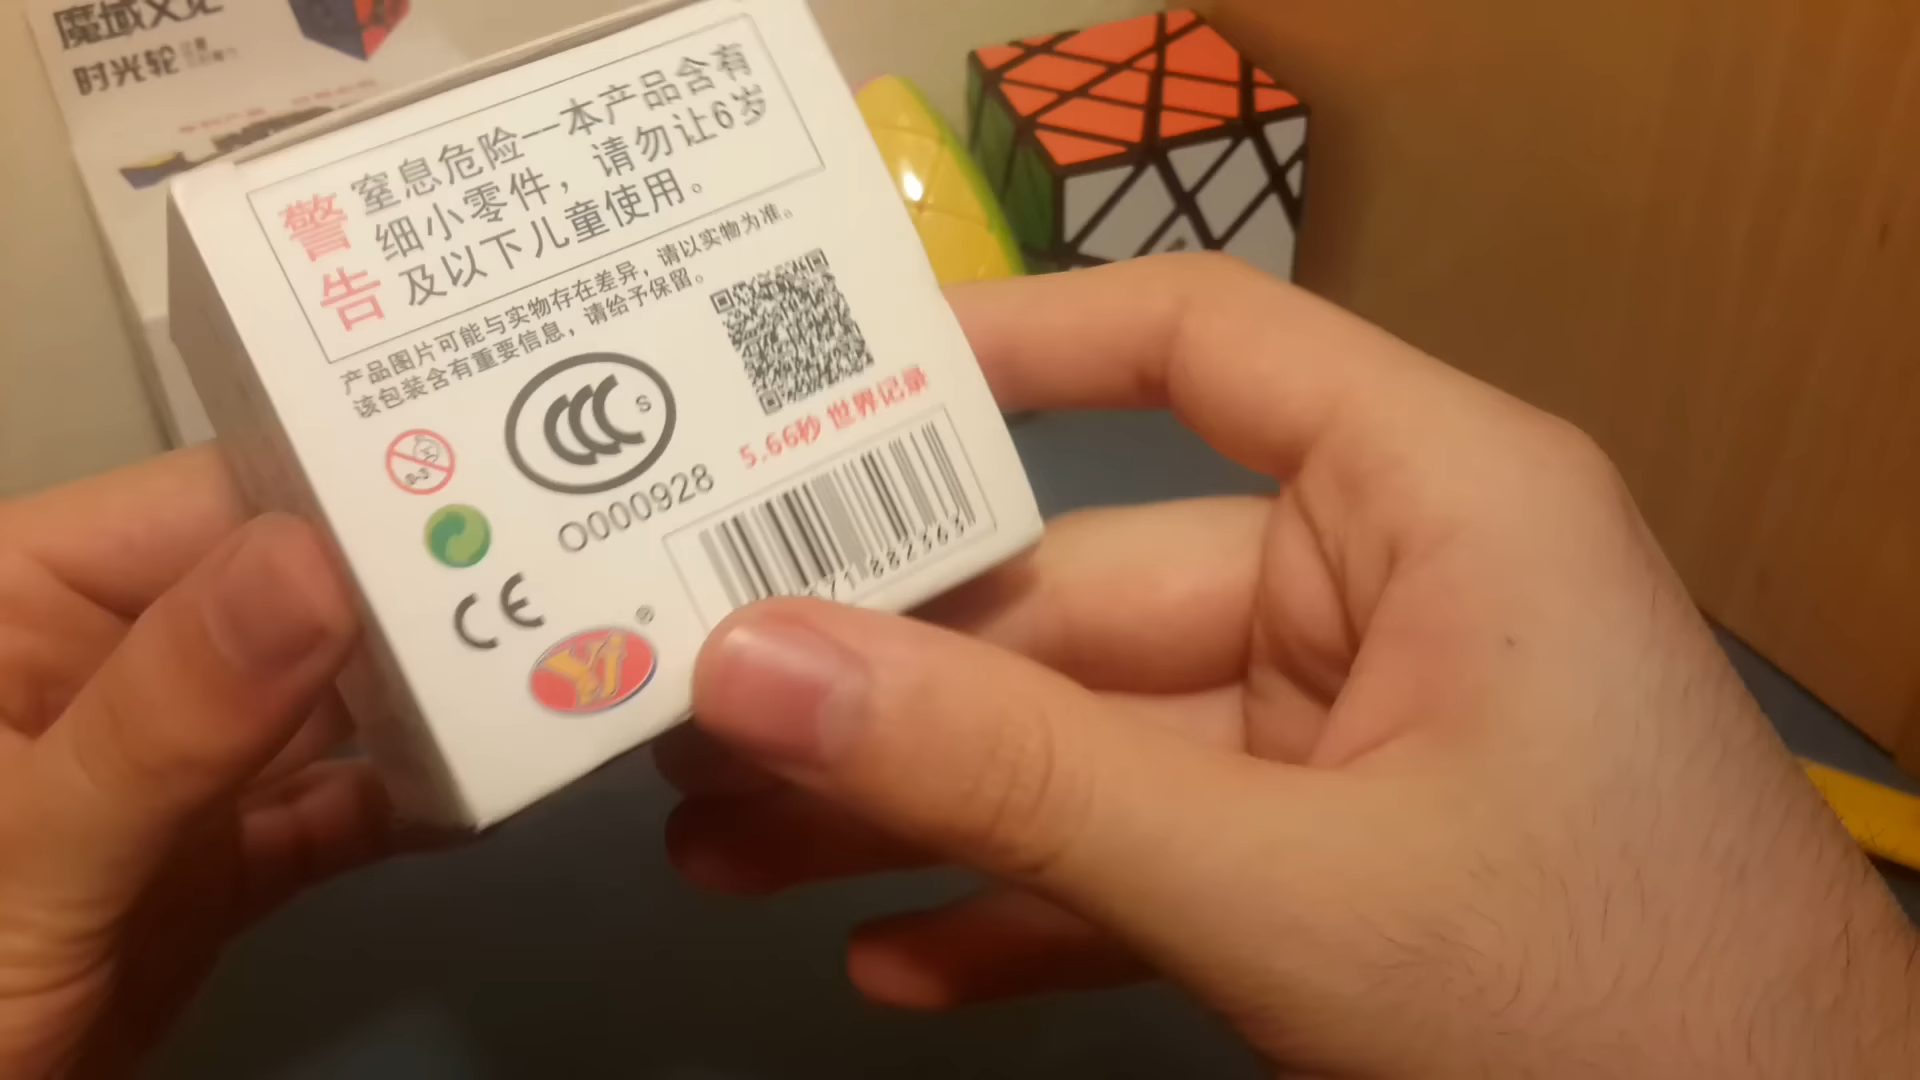 魔域文化
时光轮
警告
窒息危险--本产品含有
细小零件，请勿让6岁
及以下儿童使用。
产品图片可能与实物存在差异，请以实物为准。
该包装含有重要信息，请给予保留。
CCC S
0-3
O000928
5.66秒 世界记录
CE
YJ ®